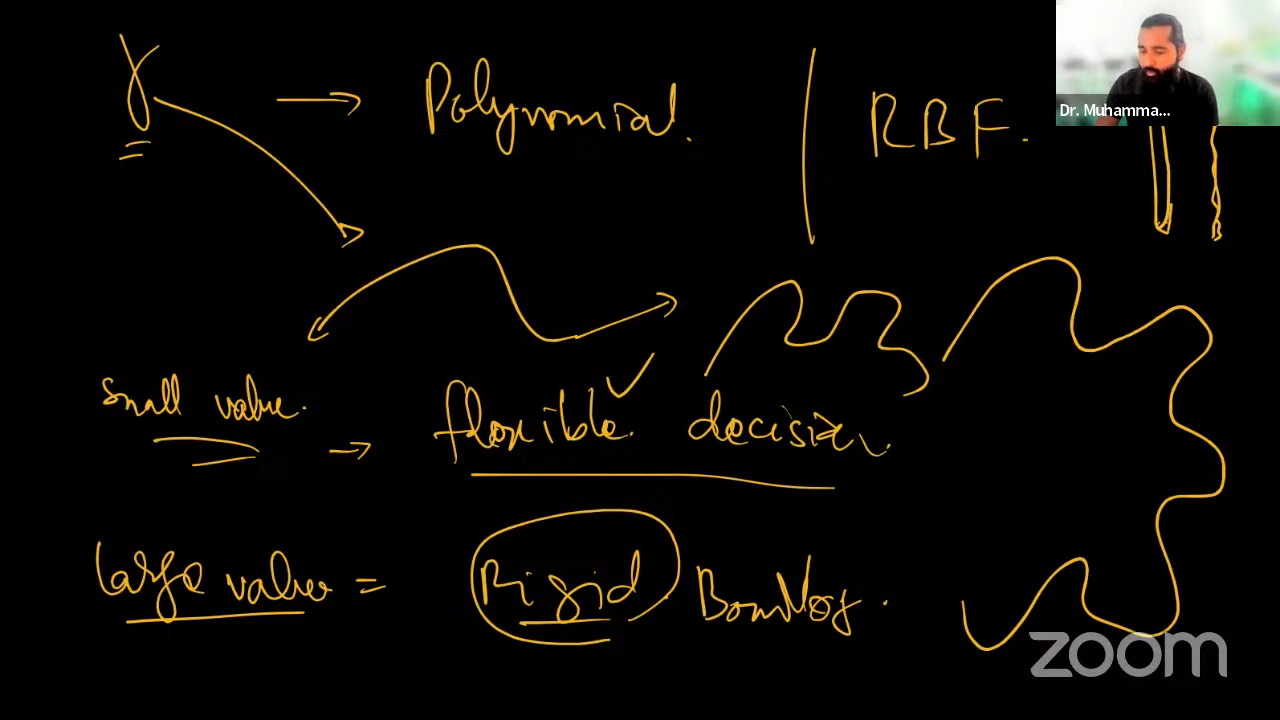 γ → Polynomial. | RBF.
Dr. Muhamma...
small value. → flexible ✓ decision.
large value = Rigid Boundary.
zoom